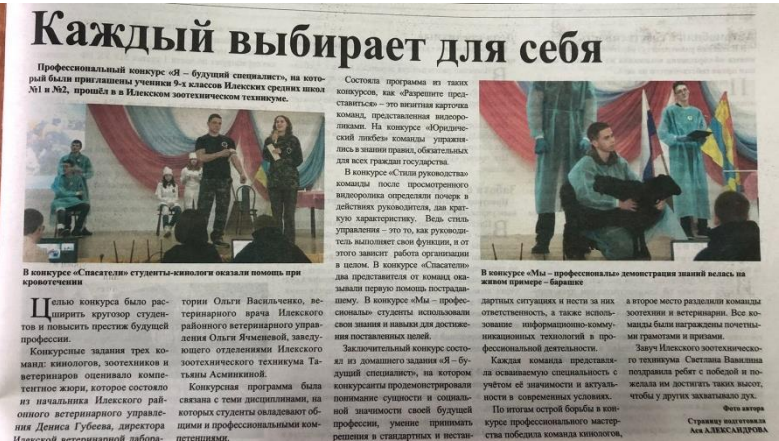 Каждый выбирает для себя
Профессиональный конкурс «Я – будущий специалист», на кото-
рый были приглашены ученики 9-х классов Илекских средних школ
№1 и №2, прошёл в в Илекском зоотехническом техникуме.
В конкурсе «Спасатели» студенты-кинологи оказали помощь при
кровотечении
Целью конкурса было рас-
ширить кругозор студен-
тов и повысить престиж будущей
профессии.
Конкурсные задания трех ко-
манд: кинологов, зоотехников и
ветеринаров оценивало компе-
тентное жюри, которое состояло
из начальника Илекского рай-
онного ветеринарного управле-
ния Дениса Губеева, директора
Илекской ветеринарной лабора-
тории Ольги Васильченко, ве-
теринарного врача Илекского
районного ветеринарного управ-
ления Ольги Ячменевой, заведу-
ющего отделениями Илекского
зоотехнического техникума Та-
тьяны Асминкиной.
Конкурсная программа была
связана с теми дисциплинами, на
которых студенты овладевают об-
щими и профессиональными ком-
петенциями.
Состояла программа из таких
конкурсов, как «Разрешите пред-
ставиться» – это визитная карточка
команд, представленная видеоро-
ликами. На конкурсе «Юридиче-
ский ликбез» команды упражня-
лись в знании правил, обязательных
для всех граждан государства.
В конкурсе «Стили руководства»
команды после просмотренного
видеоролика определяли почерк в
действиях руководителя, дав крат-
кую характеристику. Ведь стиль
управления – это то, как руководи-
тель выполняет свои функции, и от
этого зависит работа организации
в целом. В конкурсе «Спасатели»
два представителя от команд оказы-
вали первую помощь пострадав-
шему. В конкурсе «Мы – профес-
сионалы» студенты использовали
свои знания и навыки для достиже-
ния поставленных целей.
Заключительный конкурс состо-
ял из домашнего задания «Я – бу-
дущий специалист», на котором
конкурсанты продемонстрировали
понимание сущности и социаль-
ной значимости своей будущей
профессии, умение принимать
решения в стандартных и нестан-
В конкурсе «Мы – профессионалы» демонстрация знаний велась на
живом примере – барашке
дартных ситуациях и нести за них
ответственность, а также исполь-
зование информационно-комму-
никационных технологий в про-
фессиональной деятельности.
Каждая команда представля-
ла осваиваемую специальность с
учётом её значимости и актуаль-
ности в современных условиях.
По итогам острой борьбы в кон-
курсе профессионального мастер-
ства победила команда кинологов,
а второе место разделили команды
зоотехники и ветеринарии. Все ко-
манды были награждены почетны-
ми грамотами и призами.
Завуч Илекского зоотехническо-
го техникума Светлана Вавилина
поздравила ребят с победой и по-
желала им достигать таких высот,
чтобы у других захватывало дух.
Фото автора
Страницу подготовила
Ася АЛЕКСАНДРОВА